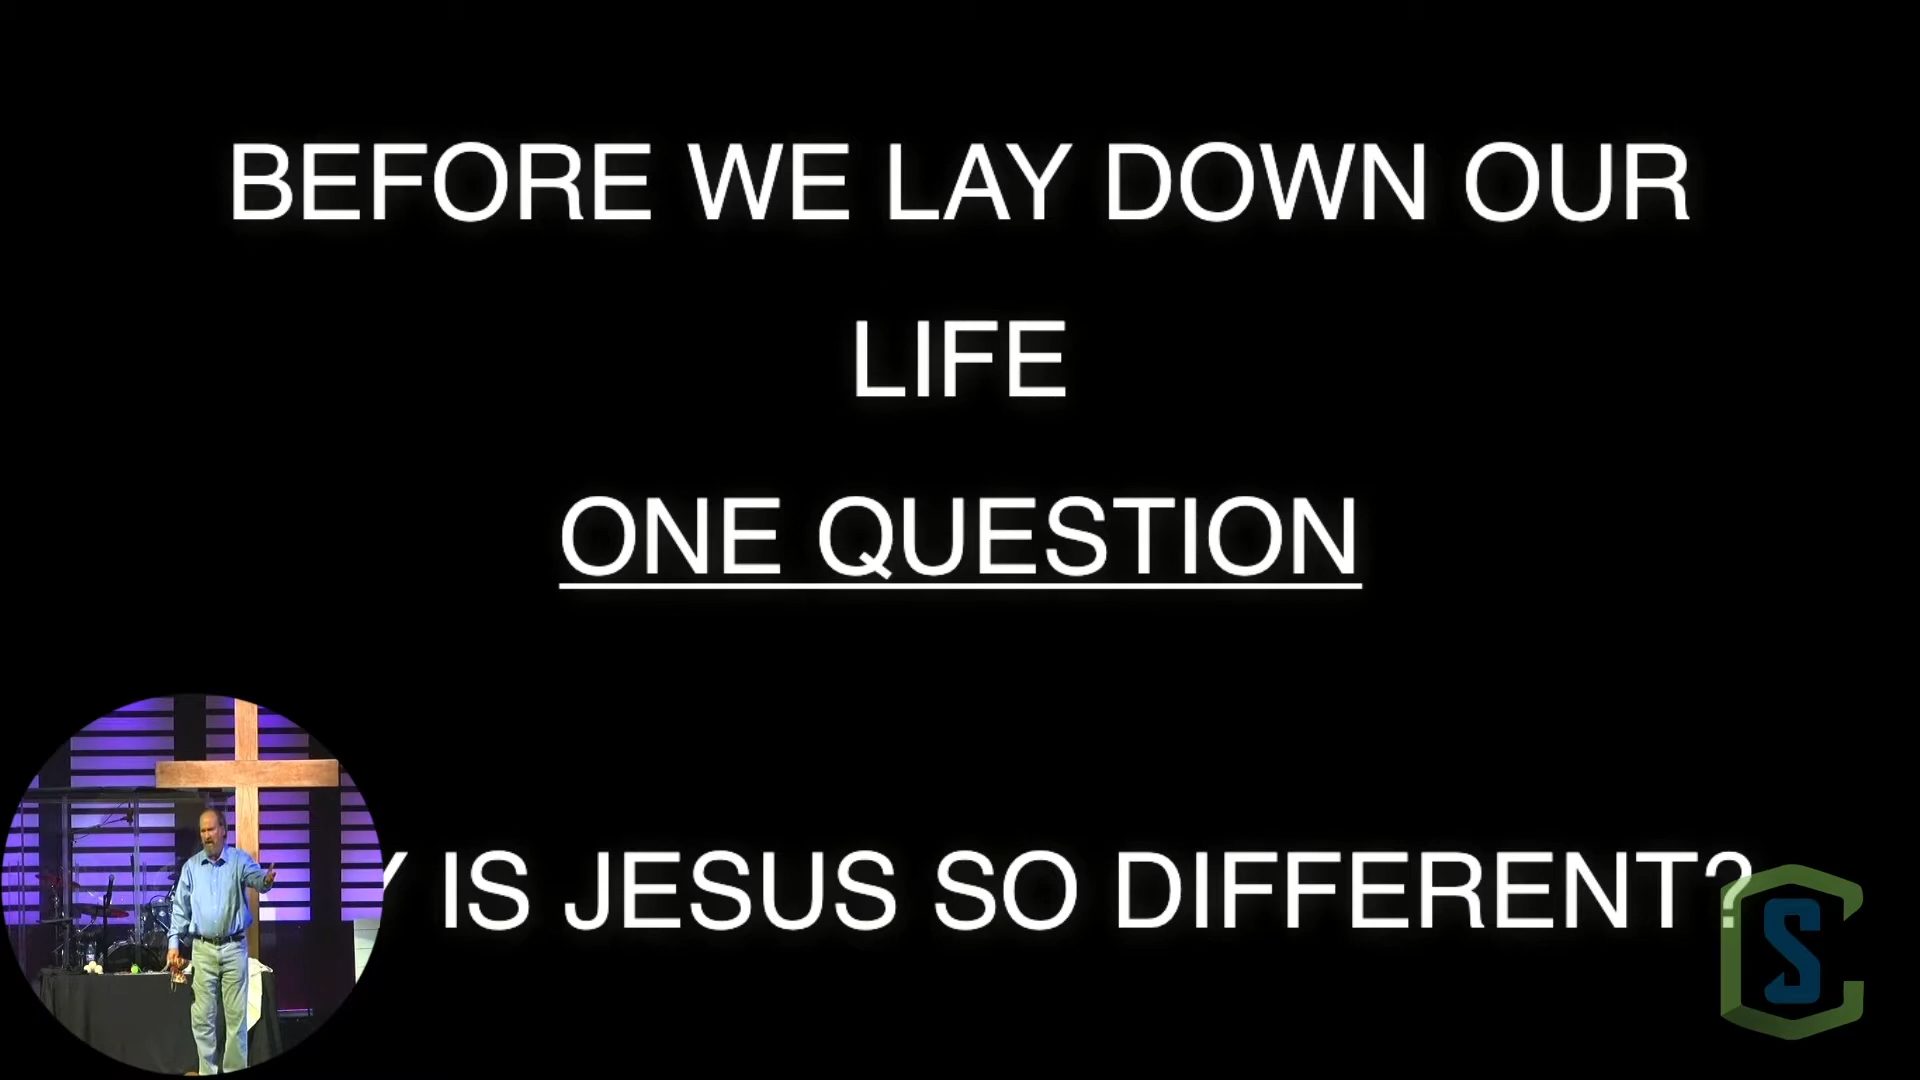 BEFORE WE LAY DOWN OUR
LIFE
ONE QUESTION
IS JESUS SO DIFFERENT?